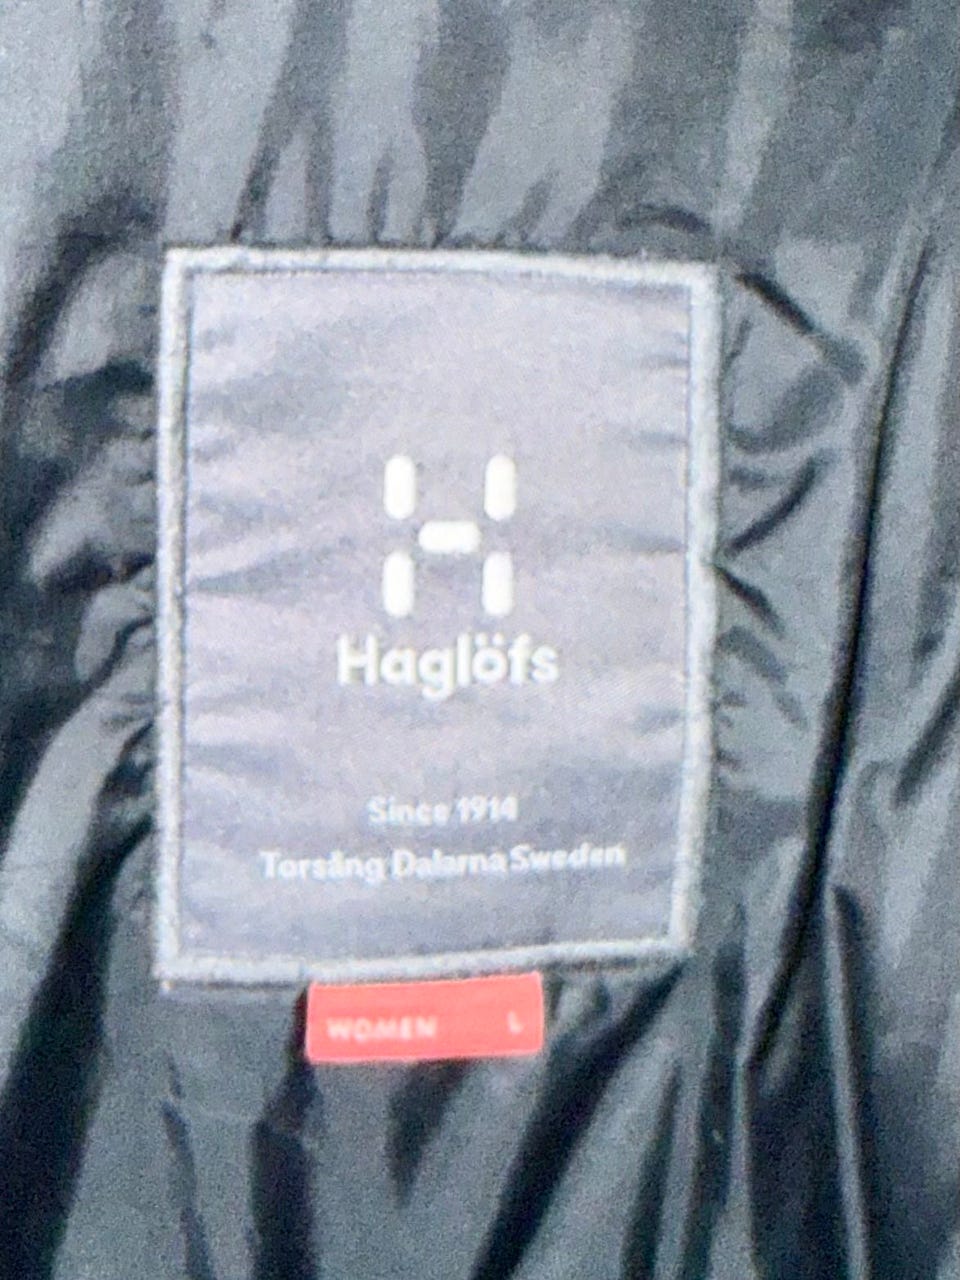 Haglöfs
Since 1914
Torsång Dalarna Sweden
WOMEN L